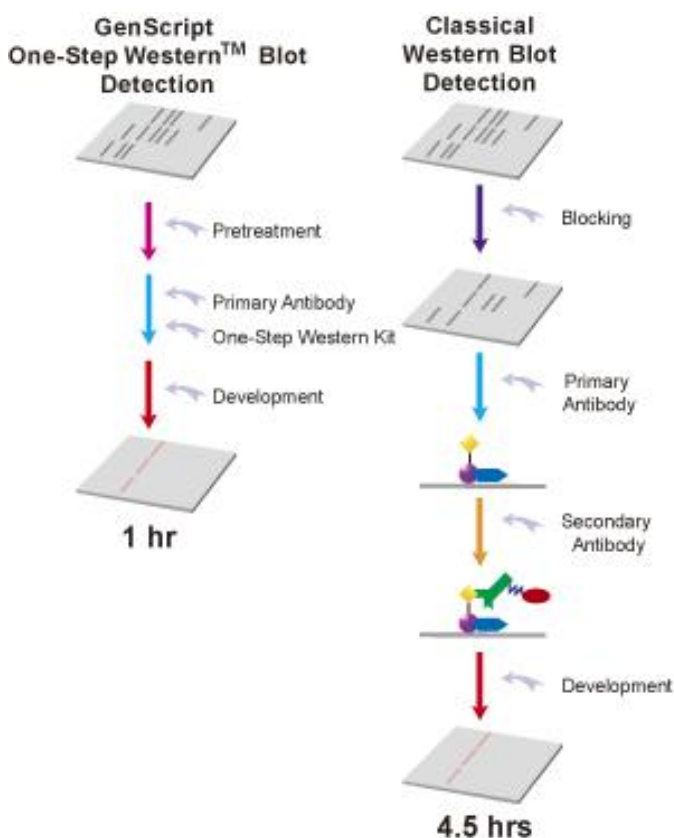 GenScript
One-Step Western™ Blot
Detection
Pretreatment
Primary Antibody
One-Step Western Kit
Development
1 hr
Classical
Western Blot
Detection
Blocking
Primary
Antibody
Secondary
Antibody
Development
4.5 hrs